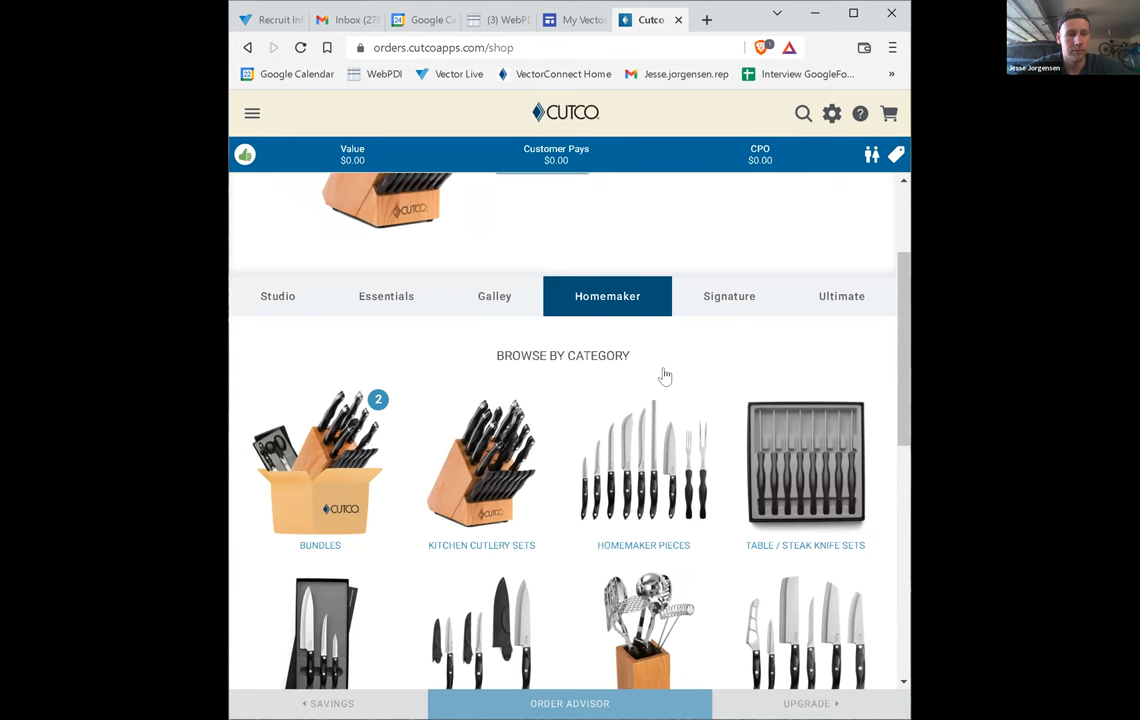 Recruit In
Inbox (27
Google Ca
(3) WebPD
My Vecto
Cutco
orders.cutcoapps.com/shop
Google Calendar
WebPDI
Vector Live
VectorConnect Home
Jesse.jorgensen.rep
Interview GoogleFo...
»
CUTCO
Value
$0.00
Customer Pays
$0.00
CPO
$0.00
CUTCO
Studio
Essentials
Galley
Homemaker
Signature
Ultimate
BROWSE BY CATEGORY
2
CUTCO
CUTCO
BUNDLES
KITCHEN CUTLERY SETS
HOMEMAKER PIECES
TABLE / STEAK KNIFE SETS
SAVINGS
ORDER ADVISOR
UPGRADE
Jesse Jorgensen